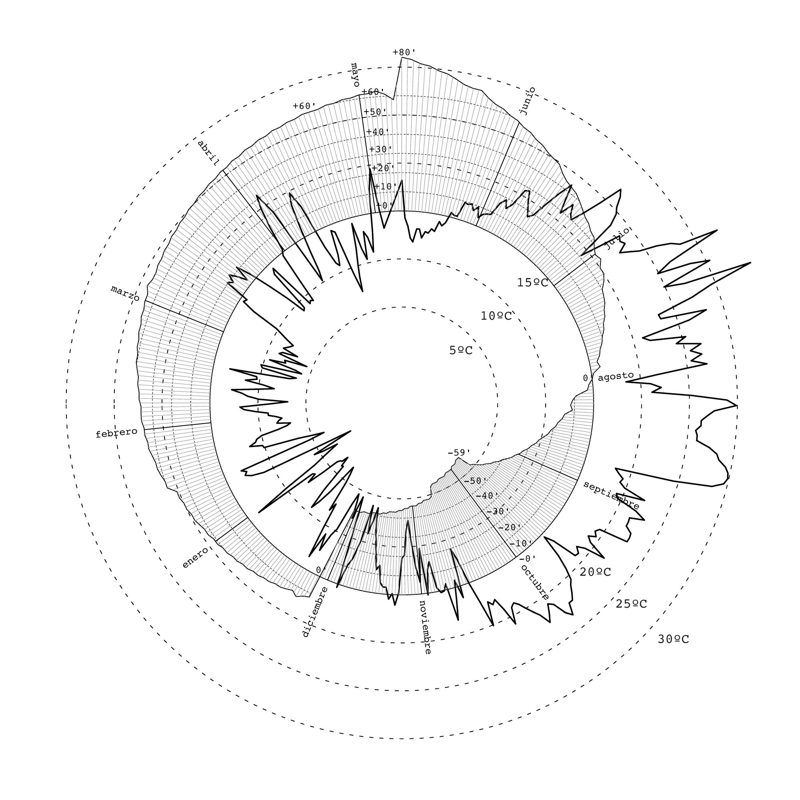 +80'
mayo
+60'
+60'
junio
+50'
+40'
abril
+30'
+20'
+10'
+0'
julio
15ºC
marzo
10ºC
5ºC
0
agosto
febrero
-59'
-50'
septiembre
-40'
-30'
-20'
-10'
enero
-0'
0
20ºC
octubre
25ºC
diciembre
noviembre
30ºC